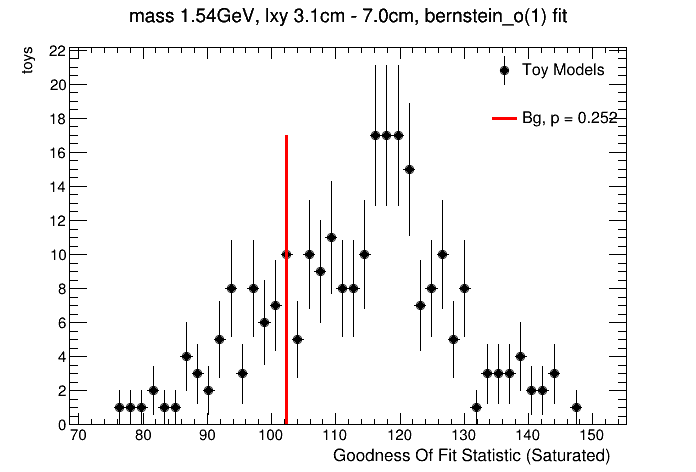 mass 1.54GeV, lxy 3.1cm - 7.0cm, bernstein_o(1) fit
toys
22
20
18
16
14
12
10
8
6
4
2
0
Toy Models
Bg, p = 0.252
70 80 90 100 110 120 130 140 150
Goodness Of Fit Statistic (Saturated)